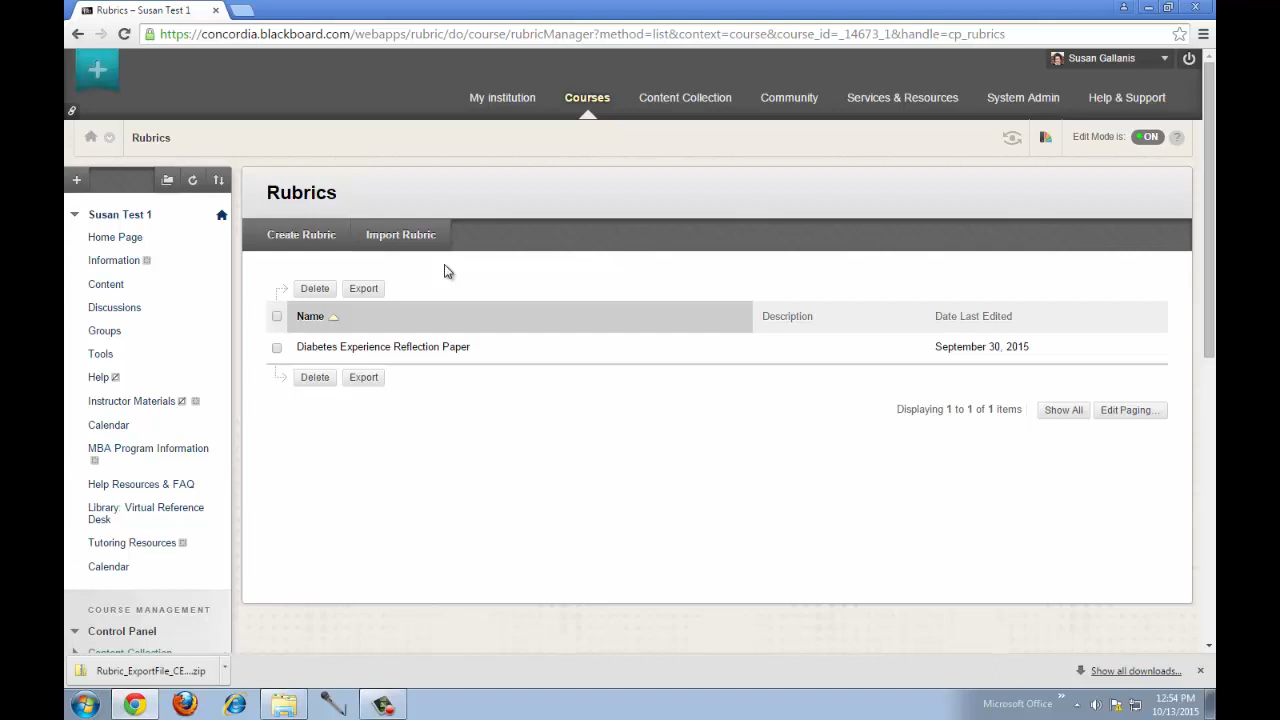 Rubrics – Susan Test 1
https://concordia.blackboard.com/webapps/rubric/do/course/rubricManager?method=list&context=course&course_id=_14673_1&handle=cp_rubrics
Susan Gallanis
My institution Courses Content Collection Community Services & Resources System Admin Help & Support
Rubrics
Edit Mode is: ON ?
Susan Test 1
Home Page
Information
Content
Discussions
Groups
Tools
Help
Instructor Materials
Calendar
MBA Program Information
Help Resources & FAQ
Library: Virtual Reference
Desk
Tutoring Resources
Calendar
COURSE MANAGEMENT
Control Panel
Content Collection
Rubrics
Create Rubric Import Rubric
Delete Export
Name Description Date Last Edited
Diabetes Experience Reflection Paper September 30, 2015
Delete Export
Displaying 1 to 1 of 1 items Show All Edit Paging...
Rubric_ExportFile_CE....zip
Show all downloads...
Microsoft Office
12:54 PM
10/13/2015